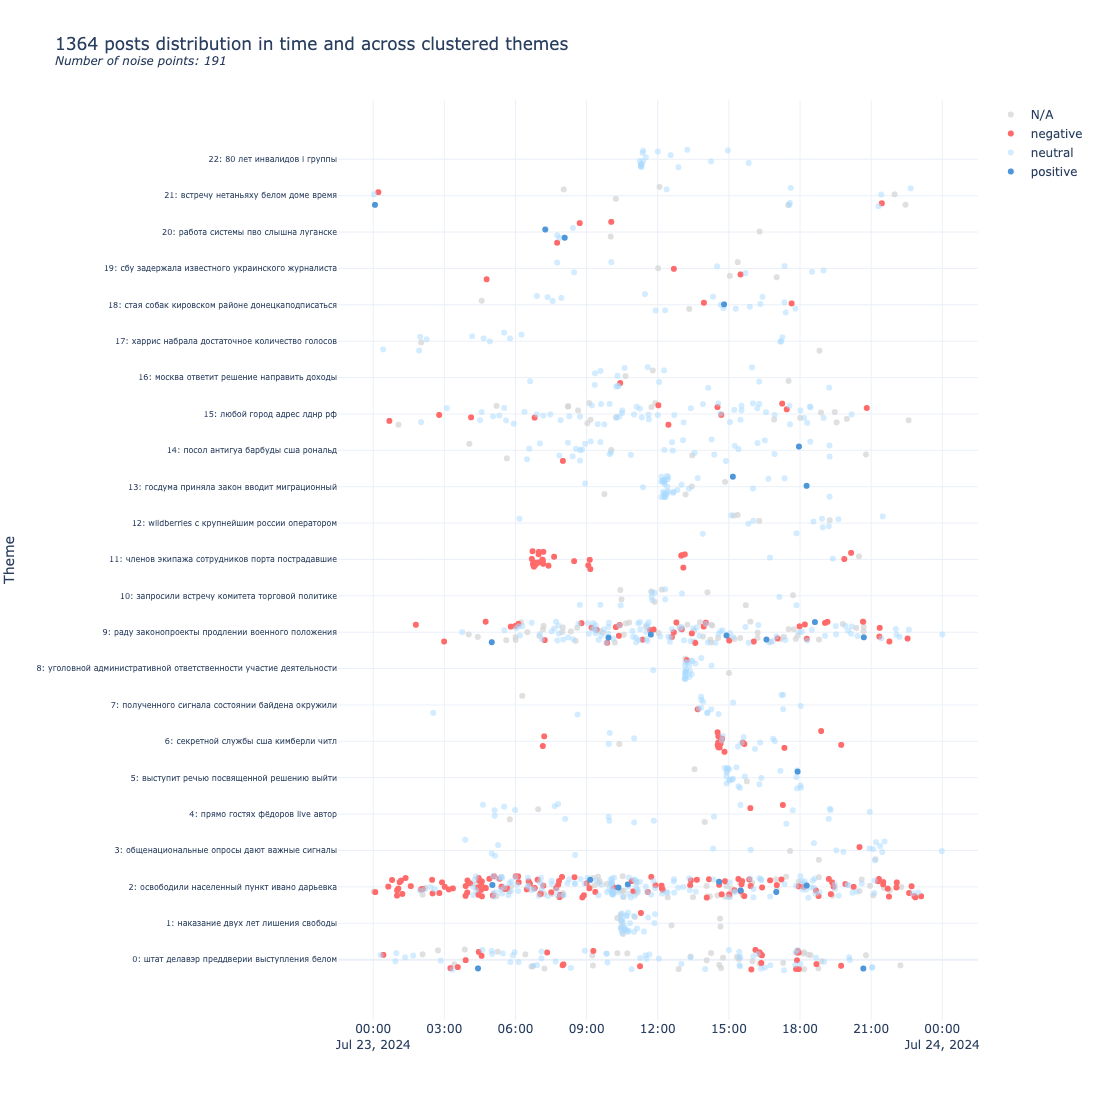 1364 posts distribution in time and across clustered themes
Number of noise points: 191
N/A
negative
neutral
positive
Theme
22: 80 лет инвалидов i группы
21: встречу нетаньяху белом доме время
20: работа системы пво слышна луганске
19: сбу задержала известного украинского журналиста
18: стая собак кировском районе донецкаподписаться
17: харрис набрала достаточное количество голосов
16: москва ответит решение направить доходы
15: любой город адрес лднр рф
14: посол антигуа барбуды сша рональд
13: госдума приняла закон вводит миграционный
12: wildberries с крупнейшим россии оператором
11: членов экипажа сотрудников порта пострадавшие
10: запросили встречу комитета торговой политике
9: раду законопроекты продлении военного положения
8: уголовной административной ответственности участие деятельности
7: полученного сигнала состоянии байдена окружили
6: секретной службы сша кимберли читл
5: выступит речью посвященной решению выйти
4: прямо гостях фёдоров live автор
3: общенациональные опросы дают важные сигналы
2: освободили населенный пункт ивано дарьевка
1: наказание двух лет лишения свободы
0: штат делавэр преддверии выступления белом
00:00 03:00 06:00 09:00 12:00 15:00 18:00 21:00 00:00
Jul 23, 2024 Jul 24, 2024